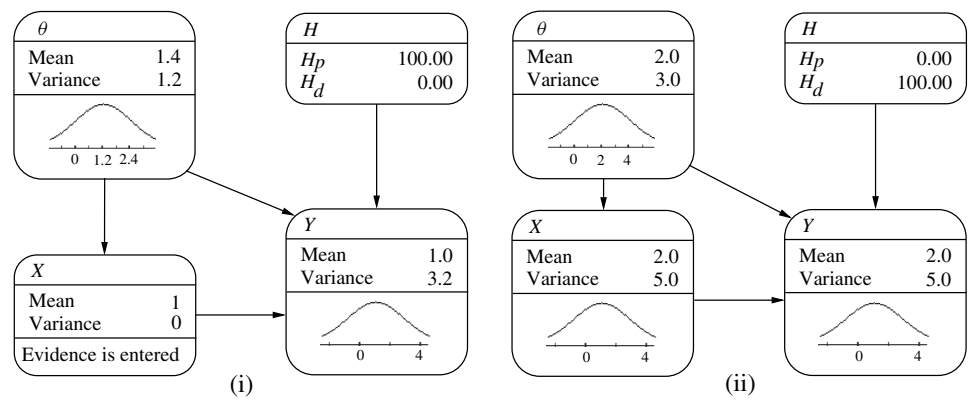 θ
Mean 1.4
Variance 1.2
0 1.2 2.4
H
Hp 100.00
Hd 0.00
X
Mean 1
Variance 0
Evidence is entered
Y
Mean 1.0
Variance 3.2
0 4
(i)
θ
Mean 2.0
Variance 3.0
0 2 4
H
Hp 0.00
Hd 100.00
X
Mean 2.0
Variance 5.0
0 4
Y
Mean 2.0
Variance 5.0
0 4
(ii)